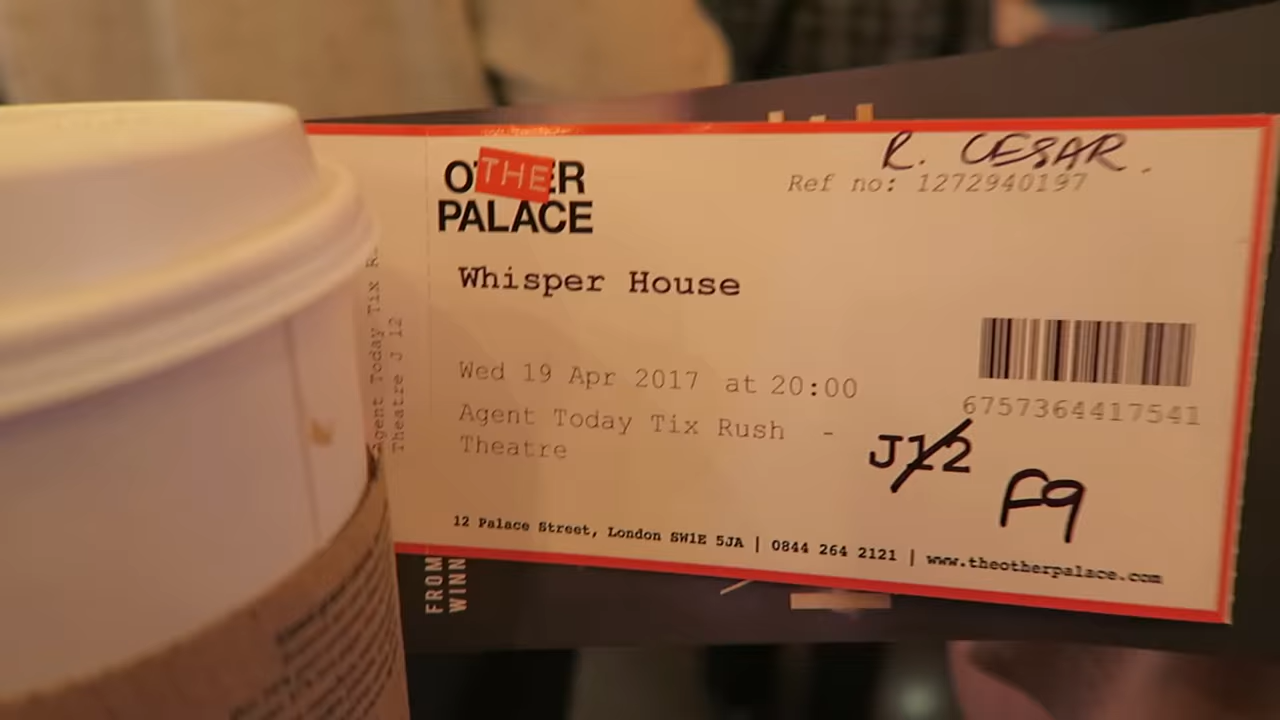 R. CESAR.
Ref no: 1272940197
OTHER
PALACE
Whisper House
Wed 19 Apr 2017 at 20:00
Agent Today Tix Rush -
Theatre
6757364417541
J12
F9
12 Palace Street, London SW1E 5JA | 0844 264 2121 | www.theotherpalace.com
Agent Today Tix R
Theatre J 12
FROM
WINN